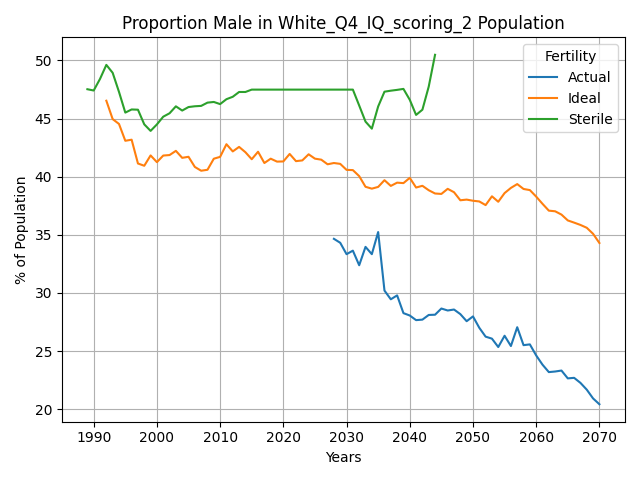 Proportion Male in White_Q4_IQ_scoring_2 Population
Fertility
Actual
Ideal
Sterile
% of Population
50
45
40
35
30
25
20
1990 2000 2010 2020 2030 2040 2050 2060 2070
Years